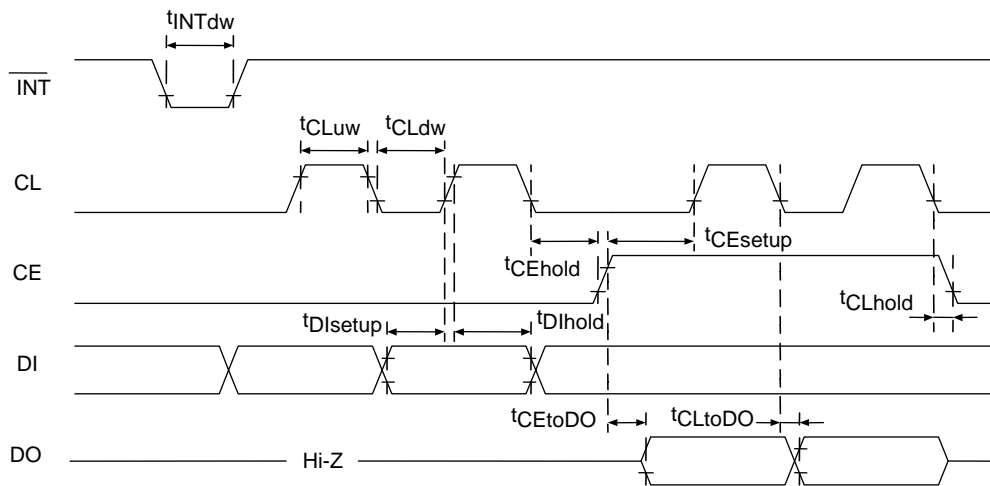 tINTdw
INT
tCLuw tCLdw
CL
tCEsetup
tCEhold
CE
tCLhold
tDIsetup tDIhold
DI
tCEtoDO tCLtoDO
DO Hi-Z